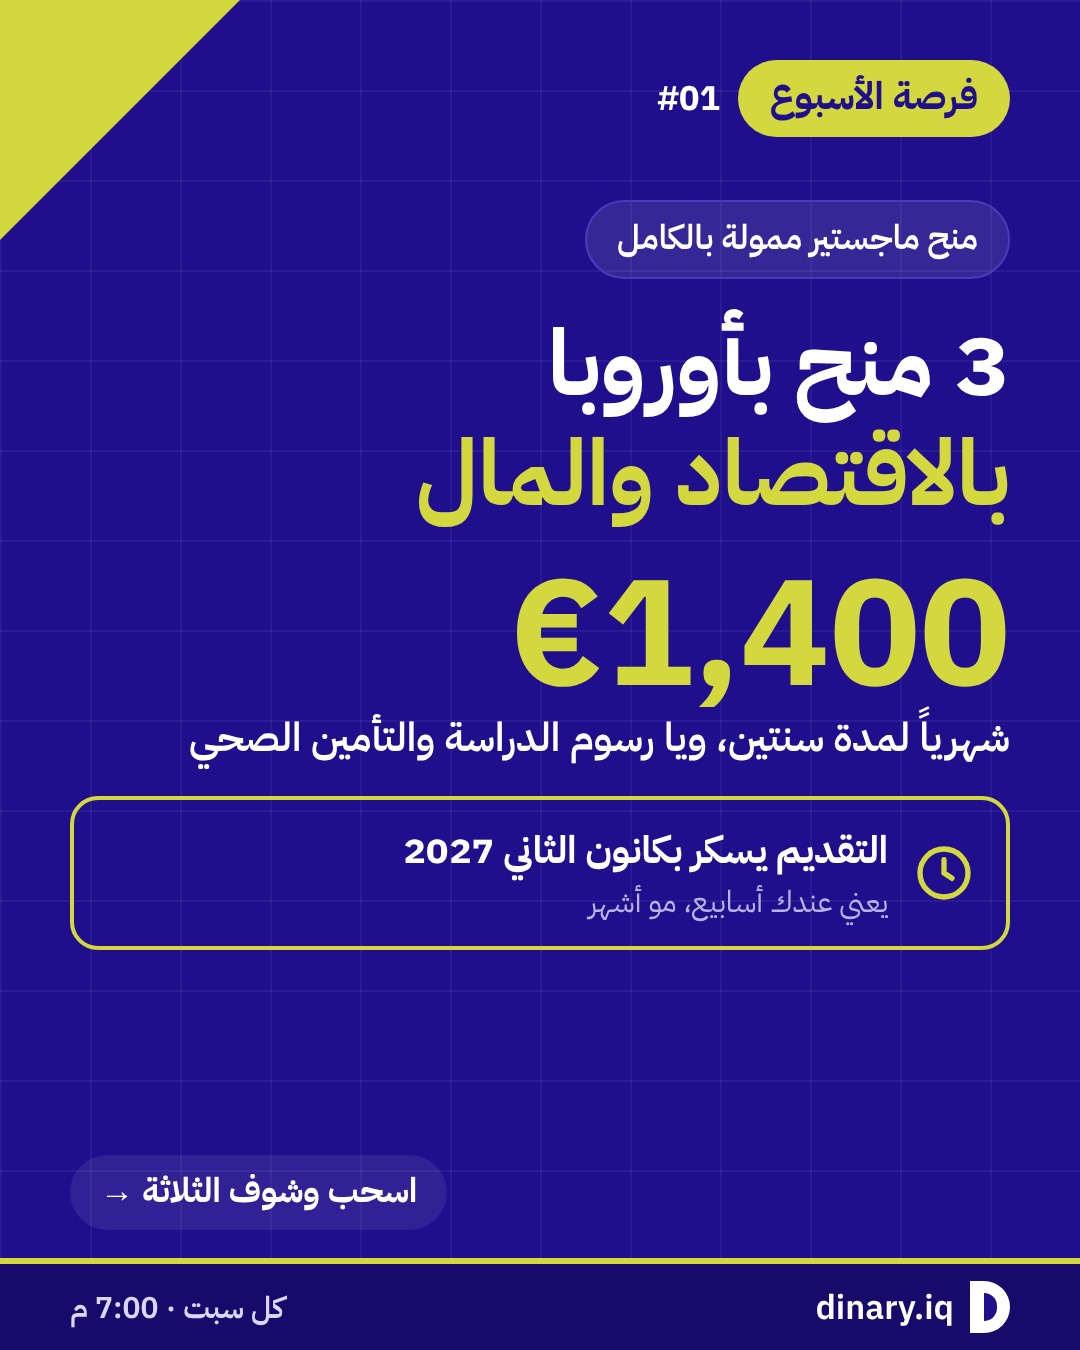 فرصة الأسبوع #01
منح ماجستير ممولة بالكامل
3 منح بأوروبا
بالاقتصاد والمال
€1,400
شهرياً لمدة سنتين، ويا رسوم الدراسة والتأمين الصحي
التقديم يسكر بكانون الثاني 2027
يعني عندك أسابيع، مو أشهر
اسحب وشوف الثلاثة →
dinary.iq
كل سبت · 7:00 م